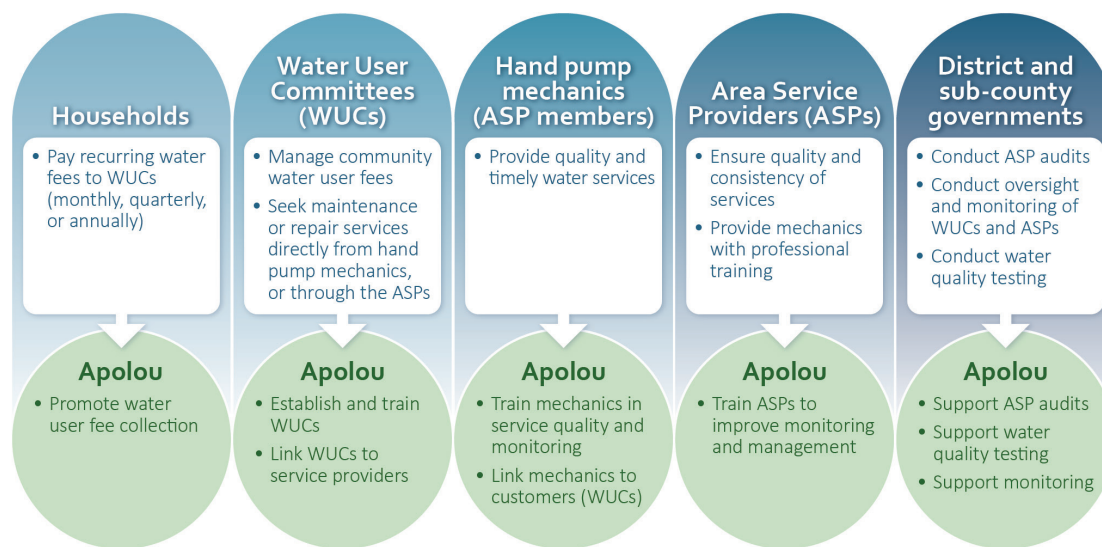 Households
• Pay recurring water
fees to WUCs
(monthly, quarterly,
or annually)
Apolou
• Promote water
user fee collection
Water User
Committees
(WUCs)
• Manage community
water user fees
• Seek maintenance
or repair services
directly from hand
pump mechanics,
or through the ASPs
Apolou
• Establish and train
WUCs
• Link WUCs to
service providers
Hand pump
mechanics
(ASP members)
• Provide quality and
timely water services
Apolou
• Train mechanics in
service quality and
monitoring
• Link mechanics to
customers (WUCs)
Area Service
Providers (ASPs)
• Ensure quality and
consistency of
services
• Provide mechanics
with professional
training
Apolou
• Train ASPs to
improve monitoring
and management
District and
sub-county
governments
• Conduct ASP audits
• Conduct oversight
and monitoring of
WUCs and ASPs
• Conduct water
quality testing
Apolou
• Support ASP audits
• Support water
quality testing
• Support monitoring